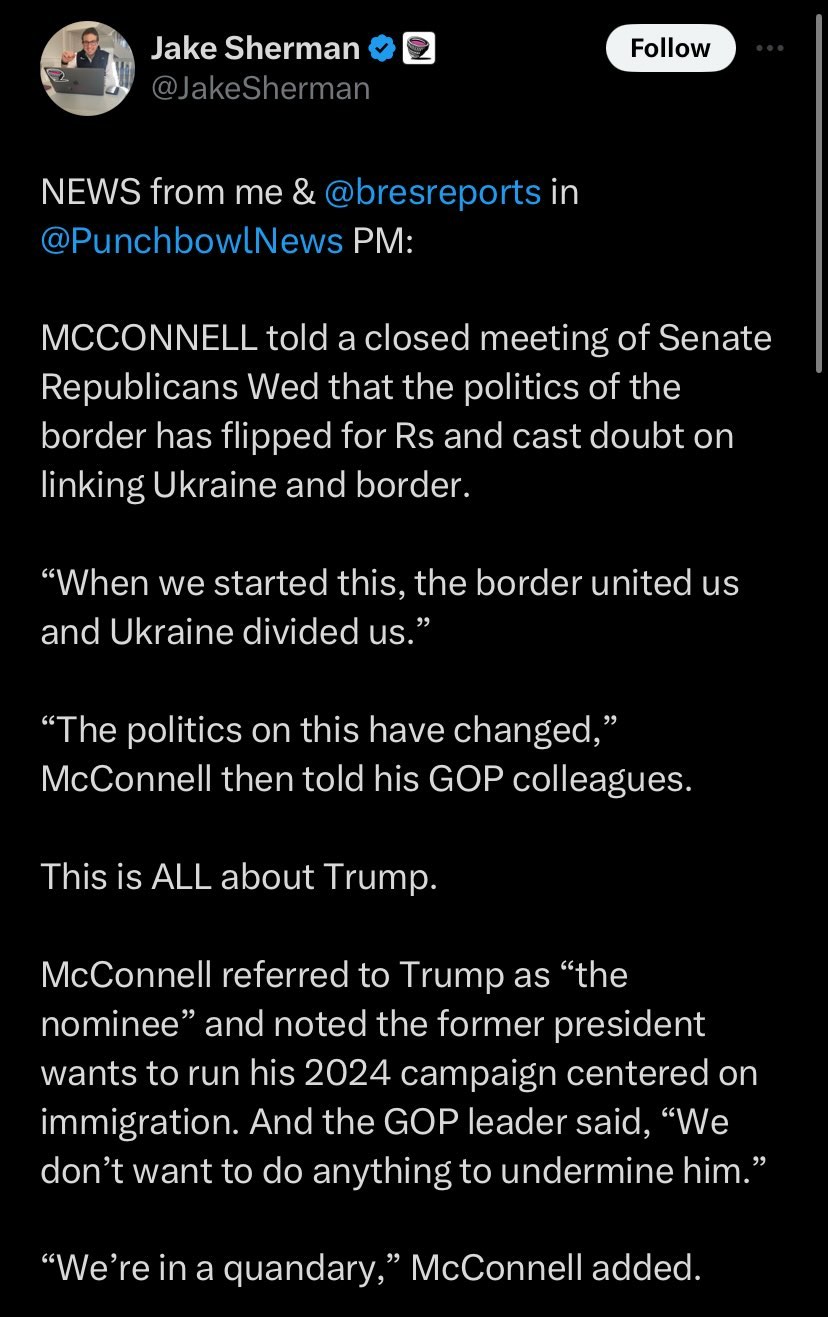 Jake Sherman
@JakeSherman
Follow
NEWS from me & @bresreports in
@PunchbowlNews PM:
MCCONNELL told a closed meeting of Senate
Republicans Wed that the politics of the
border has flipped for Rs and cast doubt on
linking Ukraine and border.
“When we started this, the border united us
and Ukraine divided us.”
“The politics on this have changed,”
McConnell then told his GOP colleagues.
This is ALL about Trump.
McConnell referred to Trump as “the
nominee” and noted the former president
wants to run his 2024 campaign centered on
immigration. And the GOP leader said, “We
don’t want to do anything to undermine him.”
“We’re in a quandary,” McConnell added.